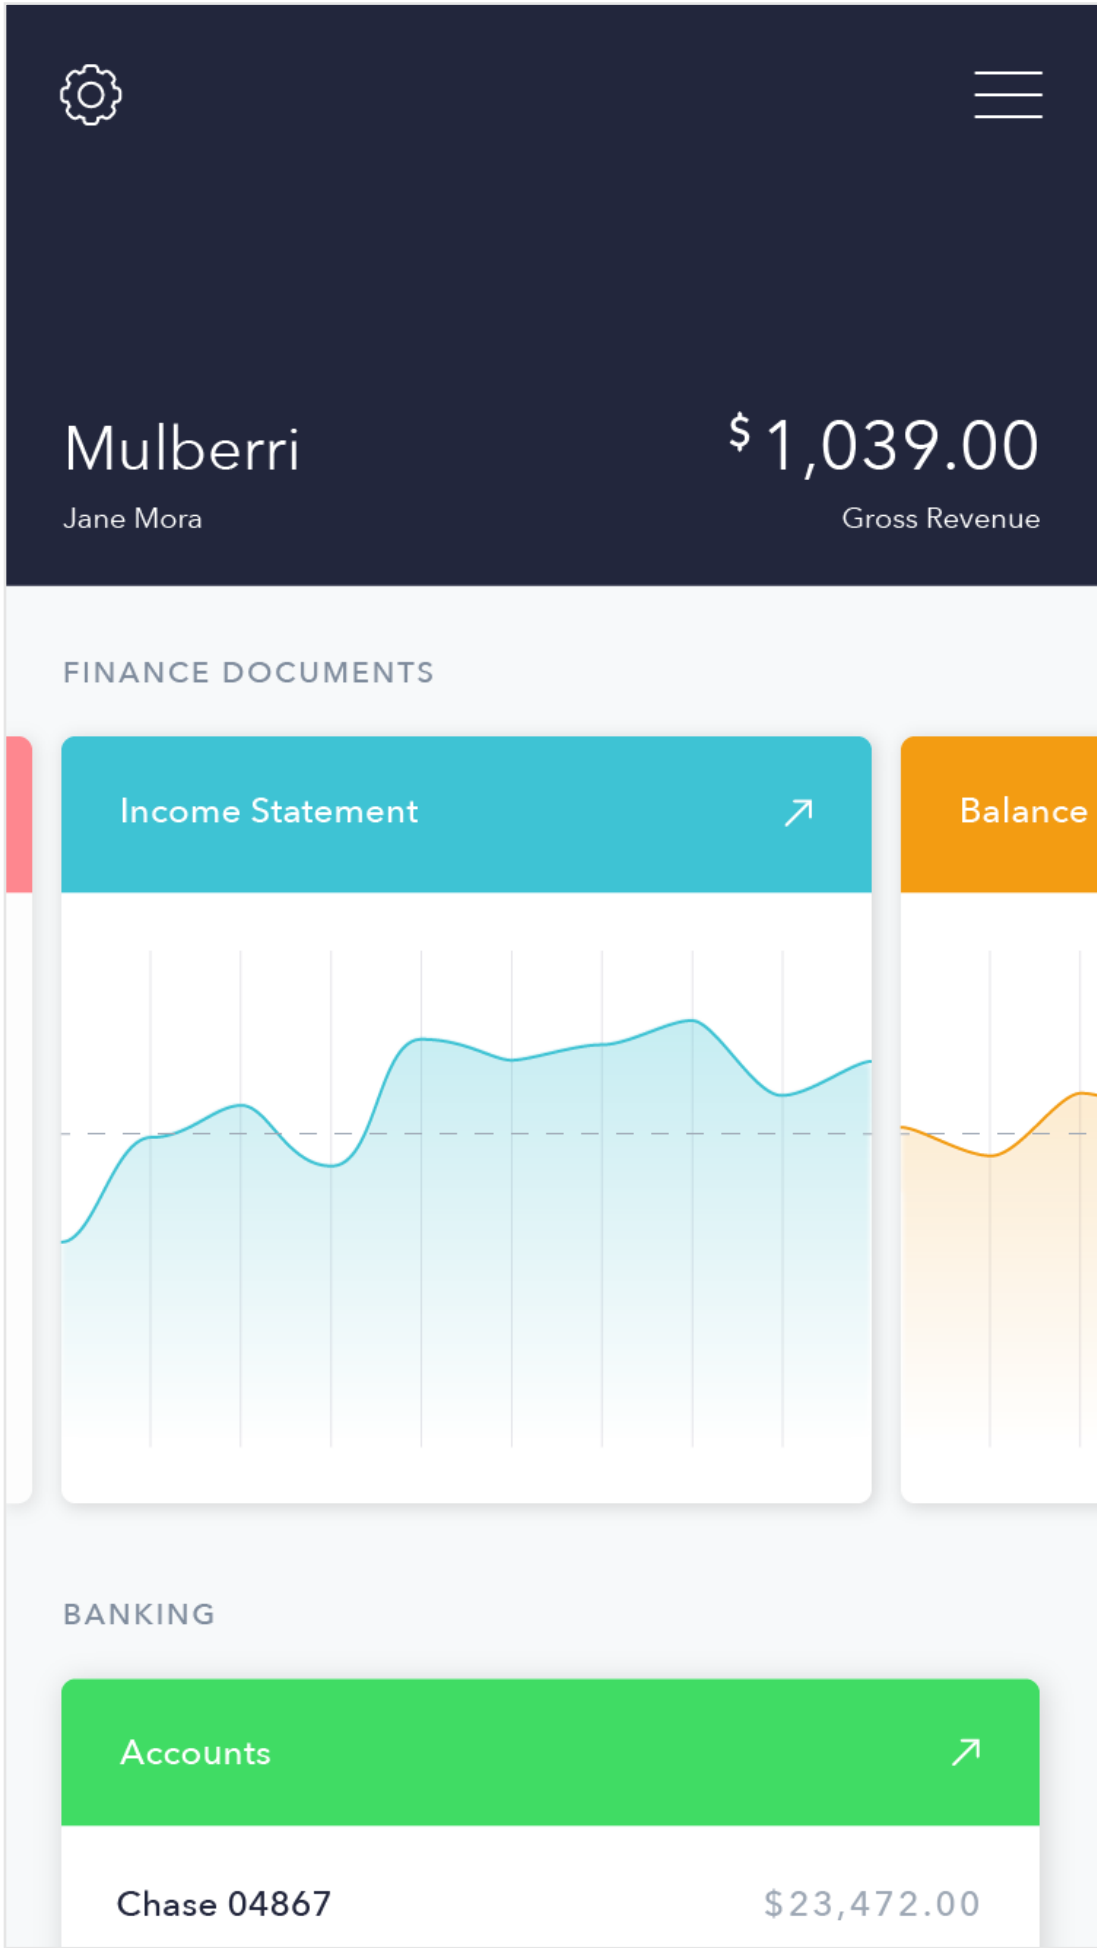 Mulberri
$1,039.00
Jane Mora
Gross Revenue
FINANCE DOCUMENTS
Income Statement
Balance
BANKING
Accounts
Chase 04867
$23,472.00